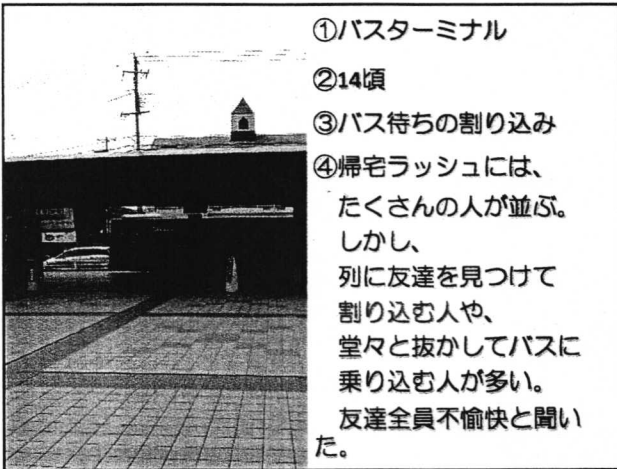 ①バスターミナル
②14頃
③バス待ちの割り込み
④帰宅ラッシュには、
たくさんの人が並ぶ。
しかし、
列に友達を見つけて
割り込む人や、
堂々と抜かしてバスに
乗り込む人が多い。
友達全員不愉快と聞い
た。